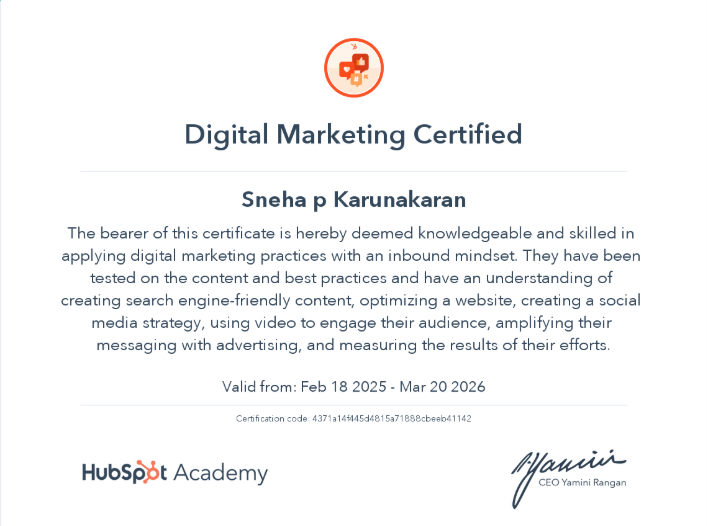 Digital Marketing Certified
Sneha p Karunakaran
The bearer of this certificate is hereby deemed knowledgeable and skilled in
applying digital marketing practices with an inbound mindset. They have been
tested on the content and best practices and have an understanding of
creating search engine-friendly content, optimizing a website, creating a social
media strategy, using video to engage their audience, amplifying their
messaging with advertising, and measuring the results of their efforts.
Valid from: Feb 18 2025 - Mar 20 2026
Certification code: 4371a14f445d4815a71888cbeeb41142
HubSpot Academy
Yamini
CEO Yamini Rangan